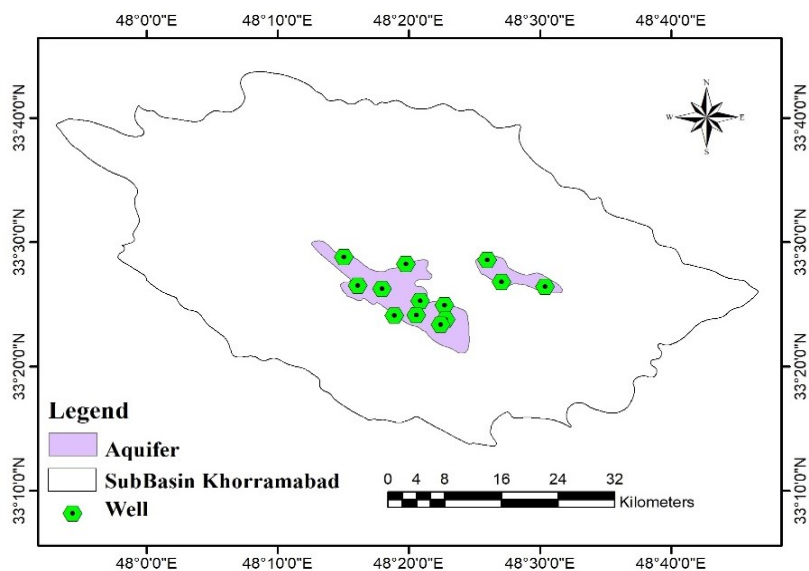 48°0'0"E 48°10'0"E 48°20'0"E 48°30'0"E 48°40'0"E
N
W E
S
33°40'0"N 33°40'0"N
33°30'0"N 33°30'0"N
33°20'0"N 33°20'0"N
33°10'0"N 33°10'0"N
Legend
Aquifer
SubBasin Khorramabad
Well
0 4 8 16 24 32
Kilometers
48°0'0"E 48°10'0"E 48°20'0"E 48°30'0"E 48°40'0"E